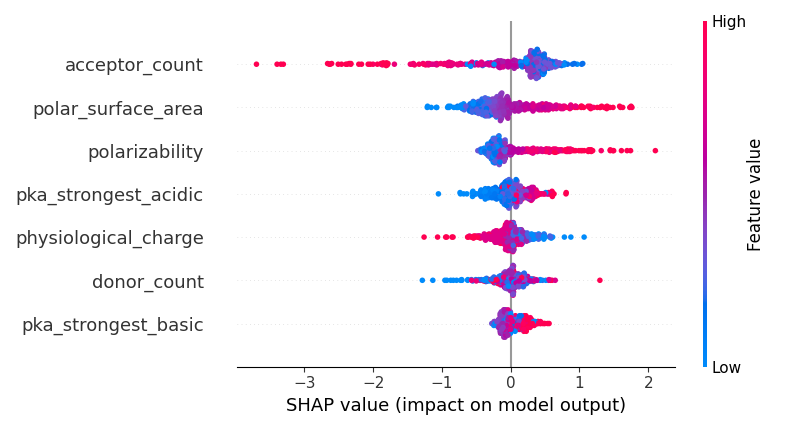 High
acceptor_count
polar_surface_area
polarizability
pka_strongest_acidic
physiological_charge
donor_count
pka_strongest_basic
Feature value
Low
−3 −2 −1 0 1 2
SHAP value (impact on model output)